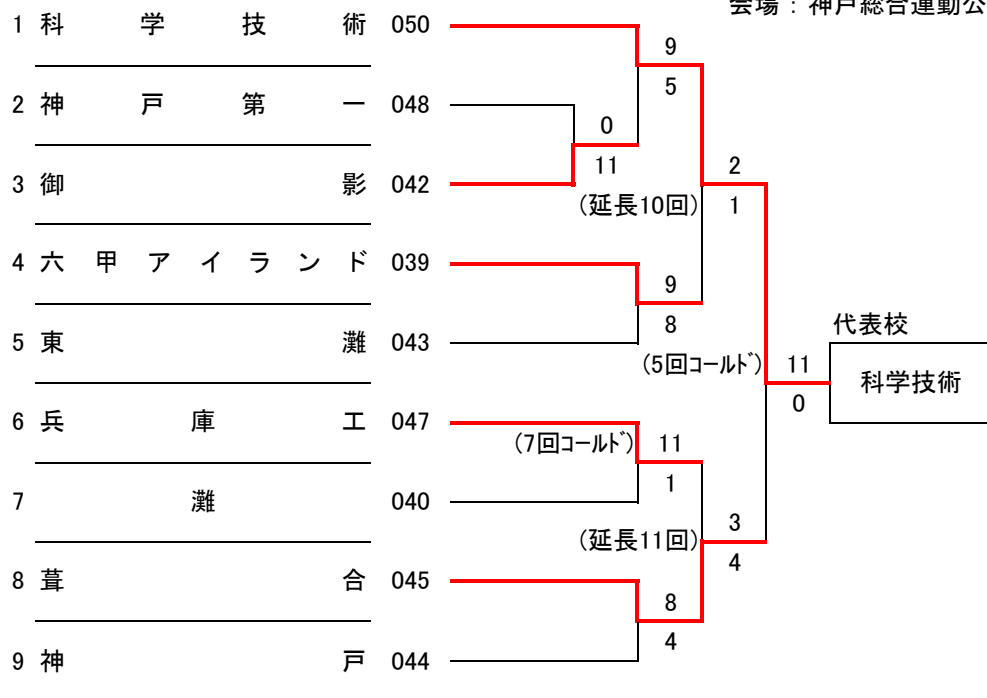 会場：神戸総合運動公
1 科学技術 050
9
5
2 神戸第一 048
0
11
3 御影 042
2
(延長10回) 1
4 六甲アイランド 039
9
8
代表校
5 東灘 043
(5回コールド) 11
科学技術
0
6 兵庫工 047
(7回コールド) 11
1
7 灘 040
3
(延長11回)
4
8 葺合 045
8
4
9 神戸 044